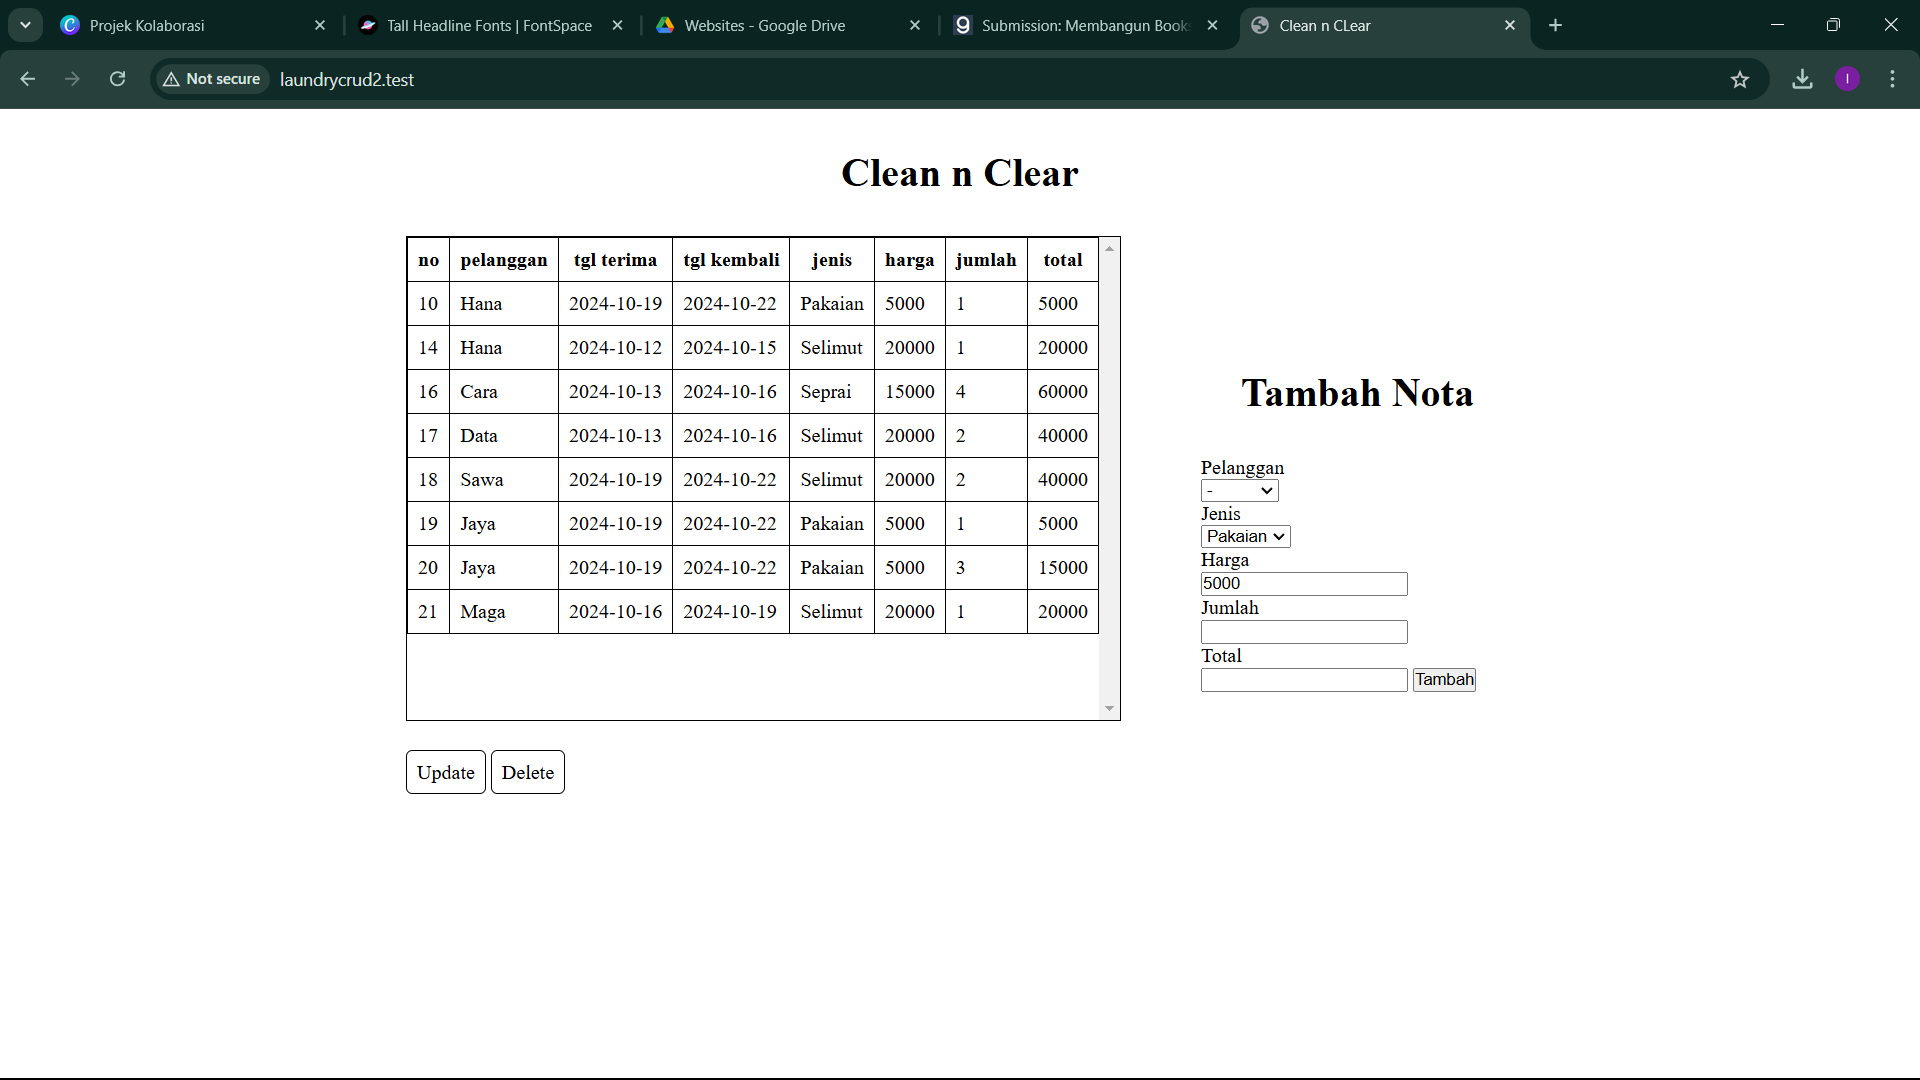 Projek Kolaborasi
Tall Headline Fonts | FontSpace
Websites - Google Drive
Submission: Membangun Books
Clean n CLear
Not secure
laundrycrud2.test
I
Clean n Clear
no pelanggan tgl terima tgl kembali jenis harga jumlah total
10 Hana 2024-10-19 2024-10-22 Pakaian 5000 1 5000
14 Hana 2024-10-12 2024-10-15 Selimut 20000 1 20000
16 Cara 2024-10-13 2024-10-16 Seprai 15000 4 60000
17 Data 2024-10-13 2024-10-16 Selimut 20000 2 40000
18 Sawa 2024-10-19 2024-10-22 Selimut 20000 2 40000
19 Jaya 2024-10-19 2024-10-22 Pakaian 5000 1 5000
20 Jaya 2024-10-19 2024-10-22 Pakaian 5000 3 15000
21 Maga 2024-10-16 2024-10-19 Selimut 20000 1 20000
Update Delete
Tambah Nota
Pelanggan
-
Jenis
Pakaian
Harga
5000
Jumlah
Total
Tambah